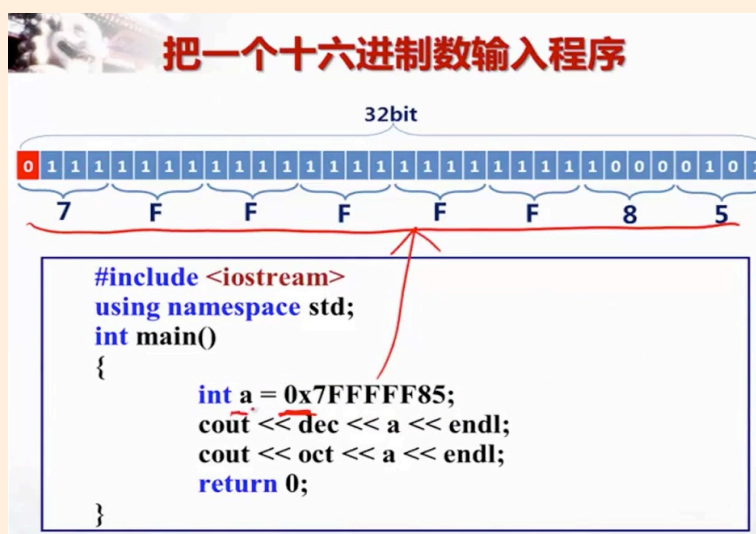 把一个十六进制数输入程序
32bit
0 1 1 1 1 1 1 1 1 1 1 1 1 1 1 1 1 1 1 1 1 1 1 1 1 0 0 0 0 1 0
7 F F F F F 8 5
#include <iostream>
using namespace std;
int main()
{
int a = 0x7FFFFF85;
cout << dec << a << endl;
cout << oct << a << endl;
return 0;
}